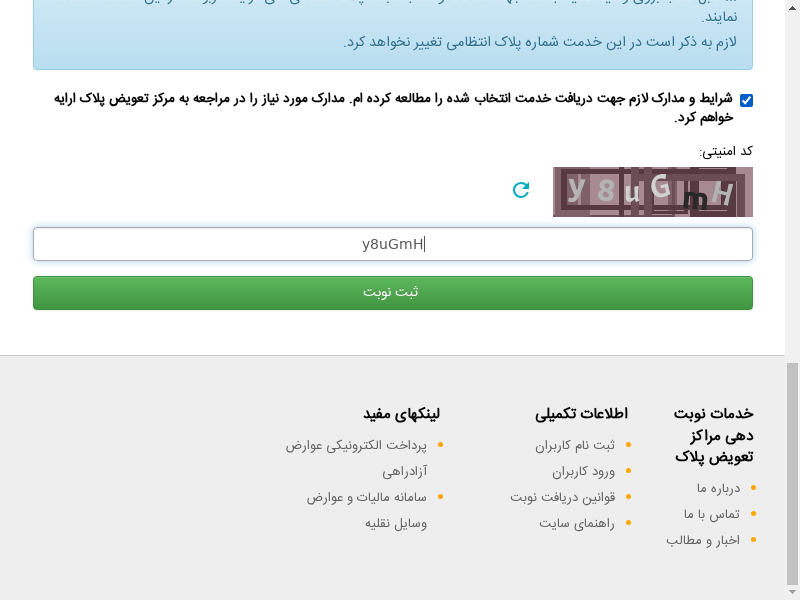 نمایند.
لازم به ذکر است در این خدمت شماره پلاک انتظامی تغییر نخواهد کرد.
شرایط و مدارک لازم جهت دریافت خدمت انتخاب شده را مطالعه کرده ام. مدارک مورد نیاز را در مراجعه به مرکز تعویض پلاک ارایه
خواهم کرد.
کد امنیتی:
y8uGmH
y8uGmH
ثبت نوبت
خدمات نوبت
دهی مراکز
تعویض پلاک
درباره ما
تماس با ما
اخبار و مطالب
اطلاعات تکمیلی
ثبت نام کاربران
ورود کاربران
قوانین دریافت نوبت
راهنمای سایت
لینکهای مفید
پرداخت الکترونیکی عوارض
آزادراهی
سامانه مالیات و عوارض
وسایل نقلیه